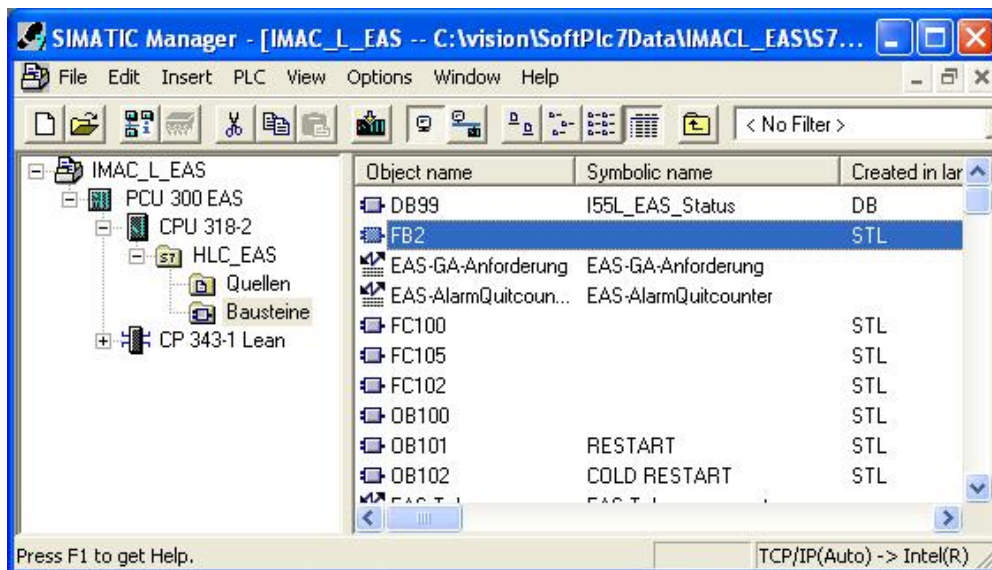 SIMATIC Manager - [IMAC_L_EAS -- C:\vision\SoftPlc7Data\IMACL_EAS\S7...
File Edit Insert PLC View Options Window Help
< No Filter >
IMAC_L_EAS
PCU 300 EAS
CPU 318-2
HLC_EAS
Quellen
Bausteine
CP 343-1 Lean
Object name Symbolic name Created in lar
DB99 I55L_EAS_Status DB
FB2 STL
EAS-GA-Anforderung EAS-GA-Anforderung
EAS-AlarmQuitcoun... EAS-AlarmQuitcounter
FC100 STL
FC105 STL
FC102 STL
OB100 STL
OB101 RESTART STL
OB102 COLD RESTART STL
Press F1 to get Help. TCP/IP(Auto) -> Intel(R)